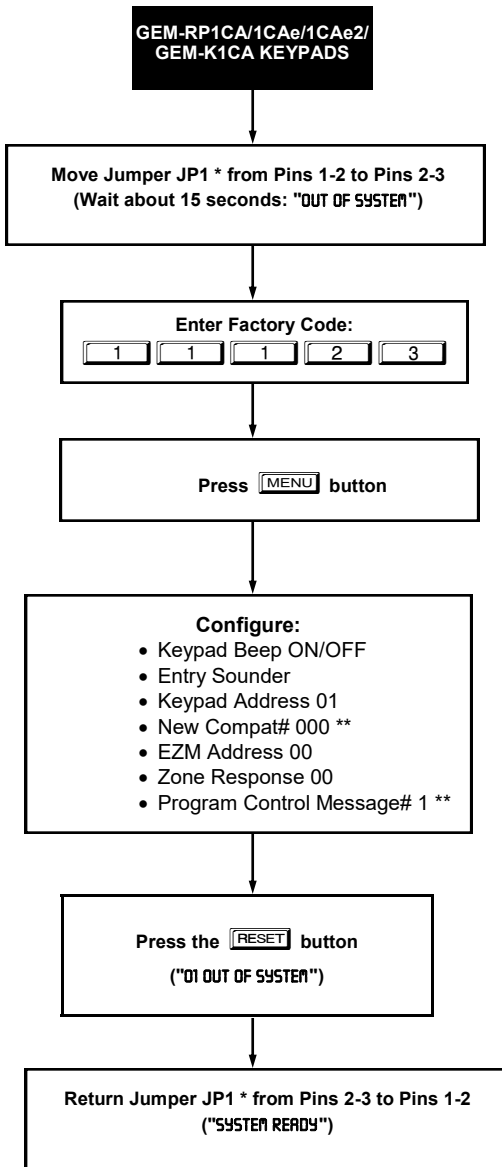 GEM-RP1CA/1CAe/1CAe2/
GEM-K1CA KEYPADS
Move Jumper JP1 * from Pins 1-2 to Pins 2-3
(Wait about 15 seconds: "OUT OF SYSTEM")
Enter Factory Code:
1 1 1 2 3
Press MENU button
Configure:
• Keypad Beep ON/OFF
• Entry Sounder
• Keypad Address 01
• New Compat# 000 **
• EZM Address 00
• Zone Response 00
• Program Control Message# 1 **
Press the RESET button
("01 OUT OF SYSTEM")
Return Jumper JP1 * from Pins 2-3 to Pins 1-2
("SYSTEM READY")